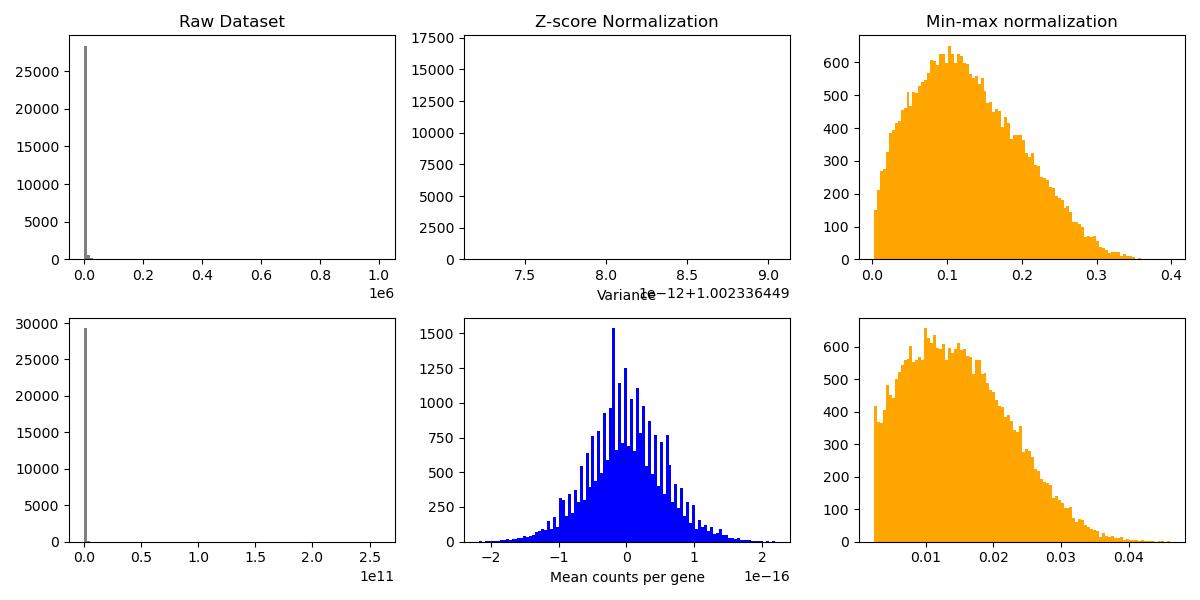 Raw Dataset
Z-score Normalization
Min-max normalization
25000
20000
15000
10000
5000
0
0.0 0.2 0.4 0.6 0.8 1.0
1e6
17500
15000
12500
10000
7500
5000
2500
0
7.5 8.0 8.5 9.0
Variance
1e−12+1.002336449
600
500
400
300
200
100
0
0.0 0.1 0.2 0.3 0.4
30000
25000
20000
15000
10000
5000
0
0.0 0.5 1.0 1.5 2.0 2.5
1e11
1500
1250
1000
750
500
250
0
−2 −1 0 1 2
Mean counts per gene
1e−16
600
500
400
300
200
100
0
0.01 0.02 0.03 0.04